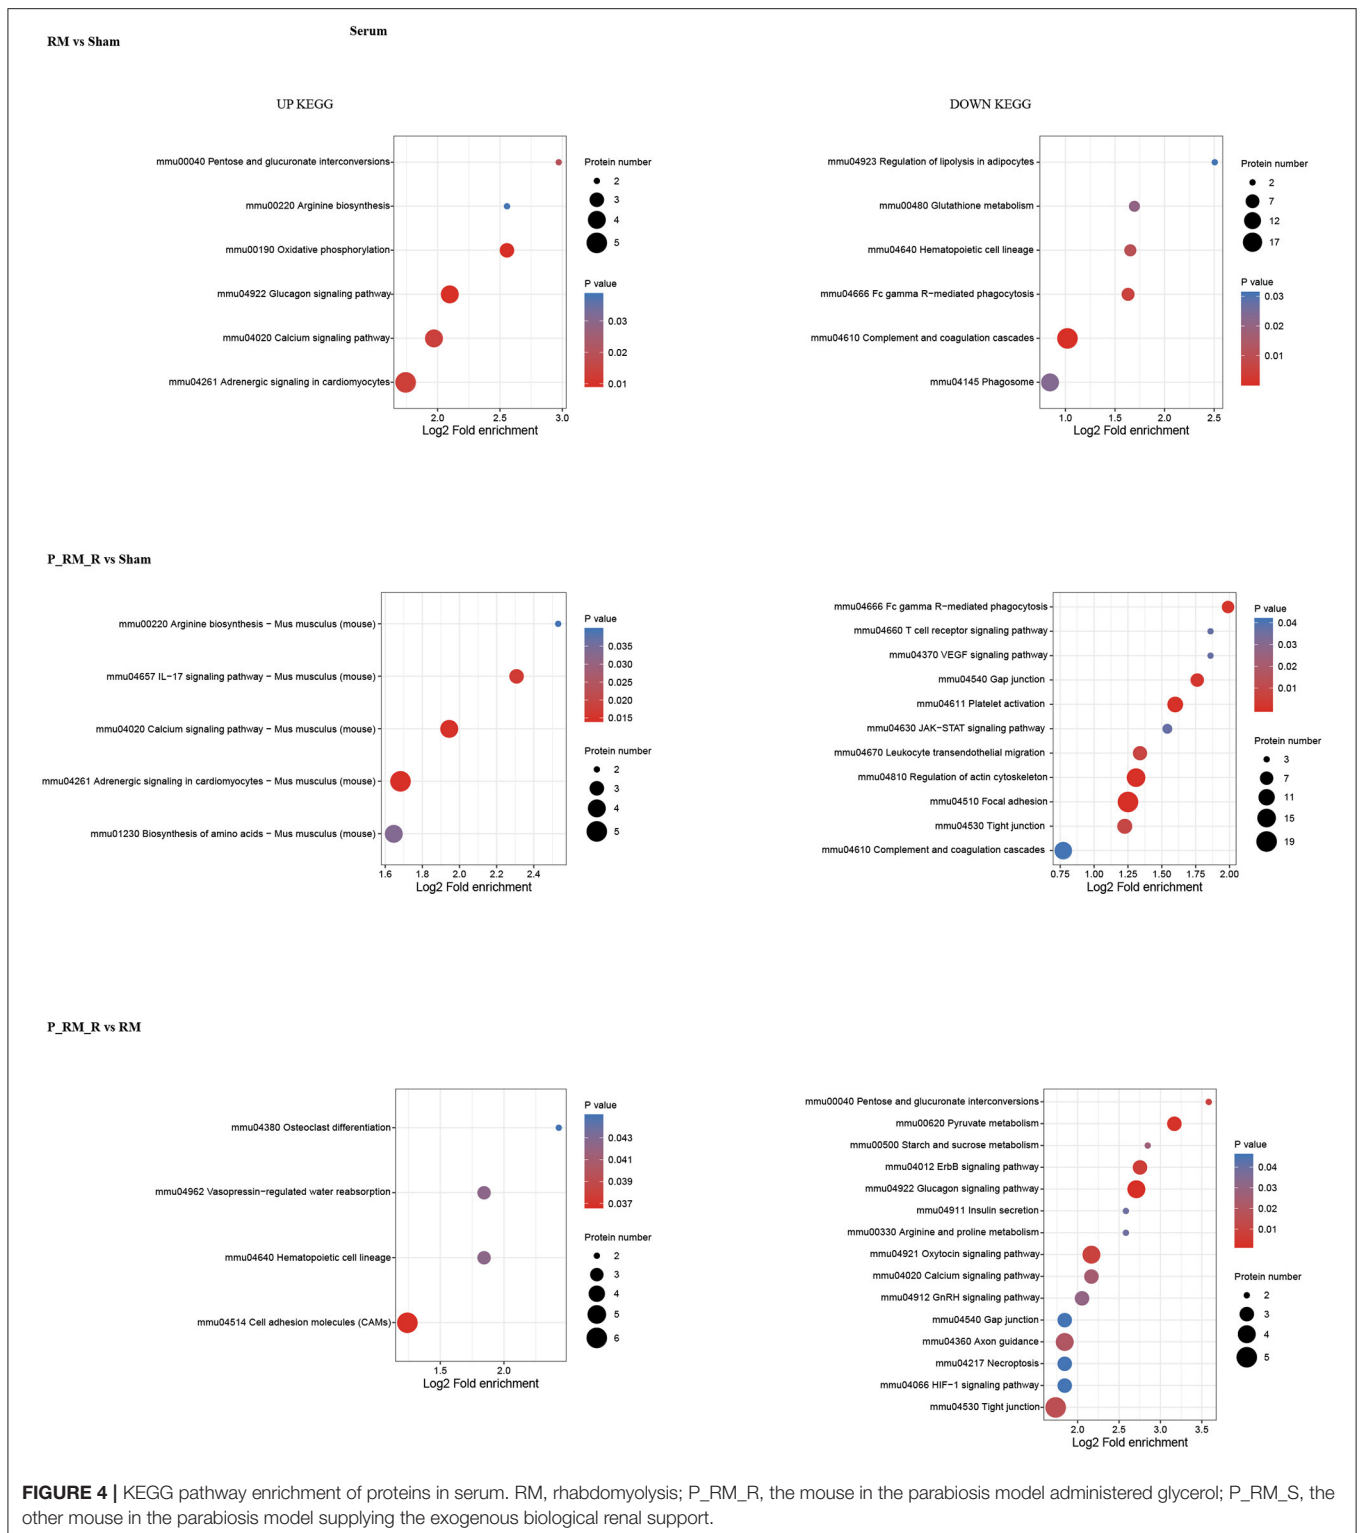 Serum
RM vs Sham
UP KEGG
mmu00040 Pentose and glucuronate interconversions
mmu00220 Arginine biosynthesis
mmu00190 Oxidative phosphorylation
mmu04922 Glucagon signaling pathway
mmu04020 Calcium signaling pathway
mmu04261 Adrenergic signaling in cardiomyocytes
2.0 2.5 3.0
Log2 Fold enrichment
Protein number
2
3
4
5
P value
0.03
0.02
0.01
DOWN KEGG
mmu04923 Regulation of lipolysis in adipocytes
mmu00480 Glutathione metabolism
mmu04640 Hematopoietic cell lineage
mmu04666 Fc gamma R−mediated phagocytosis
mmu04610 Complement and coagulation cascades
mmu04145 Phagosome
1.0 1.5 2.0 2.5
Log2 Fold enrichment
Protein number
2
7
12
17
P value
0.03
0.02
0.01
P_RM_R vs Sham
mmu00220 Arginine biosynthesis − Mus musculus (mouse)
mmu04657 IL−17 signaling pathway − Mus musculus (mouse)
mmu04020 Calcium signaling pathway − Mus musculus (mouse)
mmu04261 Adrenergic signaling in cardiomyocytes − Mus musculus (mouse)
mmu01230 Biosynthesis of amino acids − Mus musculus (mouse)
1.6 1.8 2.0 2.2 2.4
Log2 Fold enrichment
P value
0.035
0.030
0.025
0.020
0.015
Protein number
2
3
4
5
mmu04666 Fc gamma R−mediated phagocytosis
mmu04660 T cell receptor signaling pathway
mmu04370 VEGF signaling pathway
mmu04540 Gap junction
mmu04611 Platelet activation
mmu04630 JAK−STAT signaling pathway
mmu04670 Leukocyte transendothelial migration
mmu04810 Regulation of actin cytoskeleton
mmu04510 Focal adhesion
mmu04530 Tight junction
mmu04610 Complement and coagulation cascades
0.75 1.00 1.25 1.50 1.75 2.00
Log2 Fold enrichment
P value
0.04
0.03
0.02
0.01
Protein number
3
7
11
15
19
P_RM_R vs RM
mmu04380 Osteoclast differentiation
mmu04962 Vasopressin−regulated water reabsorption
mmu04640 Hematopoietic cell lineage
mmu04514 Cell adhesion molecules (CAMs)
1.5 2.0
Log2 Fold enrichment
P value
0.043
0.041
0.039
0.037
Protein number
2
3
4
5
6
mmu00040 Pentose and glucuronate interconversions
mmu00620 Pyruvate metabolism
mmu00500 Starch and sucrose metabolism
mmu04012 ErbB signaling pathway
mmu04922 Glucagon signaling pathway
mmu04911 Insulin secretion
mmu00330 Arginine and proline metabolism
mmu04921 Oxytocin signaling pathway
mmu04020 Calcium signaling pathway
mmu04912 GnRH signaling pathway
mmu04540 Gap junction
mmu04360 Axon guidance
mmu04217 Necroptosis
mmu04066 HIF−1 signaling pathway
mmu04530 Tight junction
2.0 2.5 3.0 3.5
Log2 Fold enrichment
P value
0.04
0.03
0.02
0.01
Protein number
2
3
4
5
FIGURE 4 | KEGG pathway enrichment of proteins in serum. RM, rhabdomyolysis; P_RM_R, the mouse in the parabiosis model administered glycerol; P_RM_S, the
other mouse in the parabiosis model supplying the exogenous biological renal support.